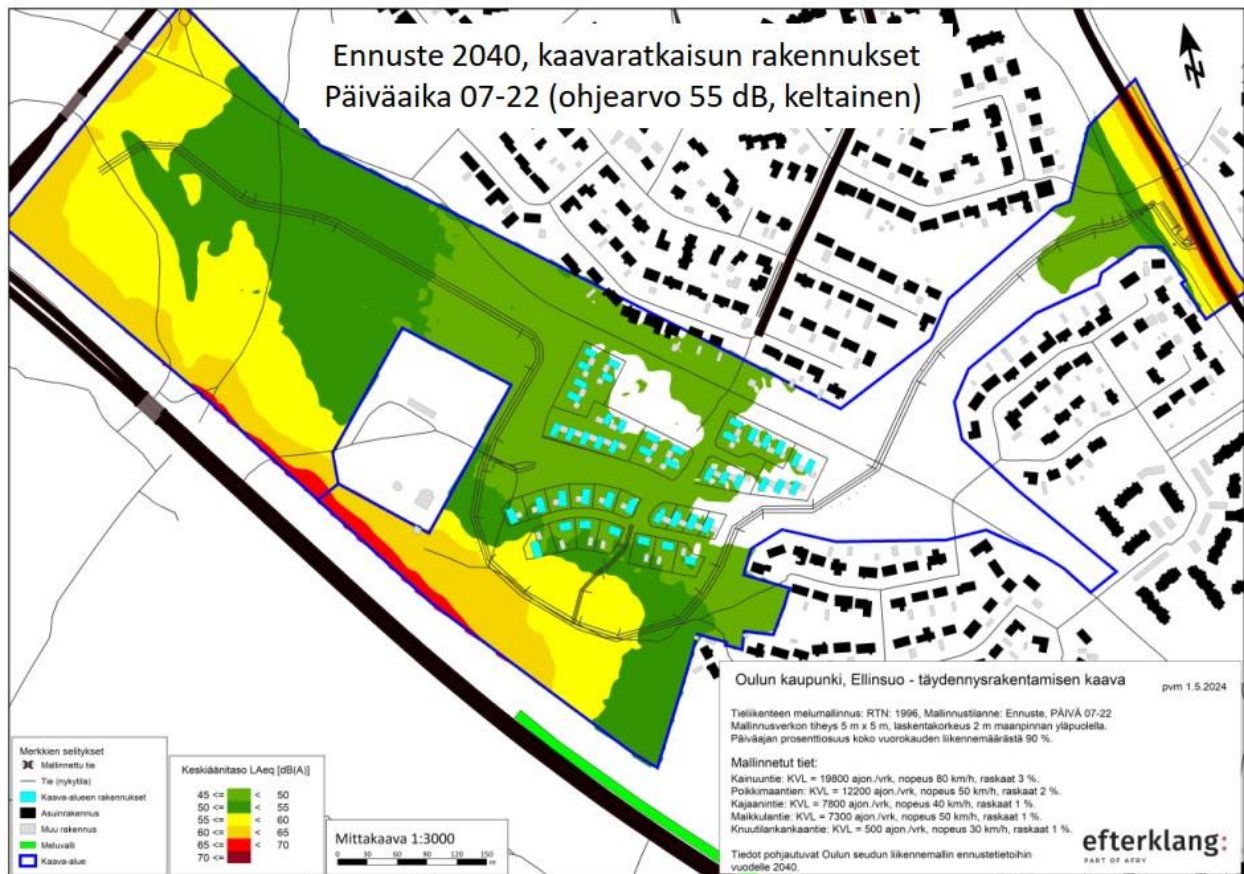 Ennuste 2040, kaavaratkaisun rakennukset
Päiväaika 07-22 (ohjearvo 55 dB, keltainen)
N
Oulun kaupunki, Ellinsuo - täydennysrakentamisen kaava
pvm 1.5.2024
Tieliikenteen melumallinnus: RTN: 1996, Mallinnustilanne: Ennuste, PÄIVÄ 07-22
Mallinnusverkon tiheys 5 m x 5 m, laskentakorkeus 2 m maanpinnan yläpuolella.
Päiväajan prosenttiosuus koko vuorokauden liikennemäärästä 90 %.
Mallinnetut tiet:
Kainuuntie: KVL = 19800 ajon./vrk, nopeus 80 km/h, raskaat 3 %.
Poikkimaantien: KVL = 12200 ajon./vrk, nopeus 50 km/h, raskaat 2 %.
Kajaanintie: KVL = 7800 ajon./vrk, nopeus 40 km/h, raskaat 1 %.
Maikkulantie: KVL = 7300 ajon./vrk, nopeus 50 km/h, raskaat 1 %.
Knuutilankankaantie: KVL = 500 ajon./vrk, nopeus 30 km/h, raskaat 1 %.
Tiedot pohjautuvat Oulun seudun liikennemallin ennustetietoihin
vuodelle 2040.
efterklang:
PART OF AFRY
Merkkien selitykset
Mallinnettu tie
Tie (nykytila)
Kaava-alueen rakennukset
Asuinrakennus
Muu rakennus
Meluvalli
Kaava-alue
Keskiäänitaso LAeq [dB(A)]
45 <= < 50
50 <= < 55
55 <= < 60
60 <= < 65
65 <= < 70
70 <=
Mittakaava 1:3000
0 30 60 90 120 150
m